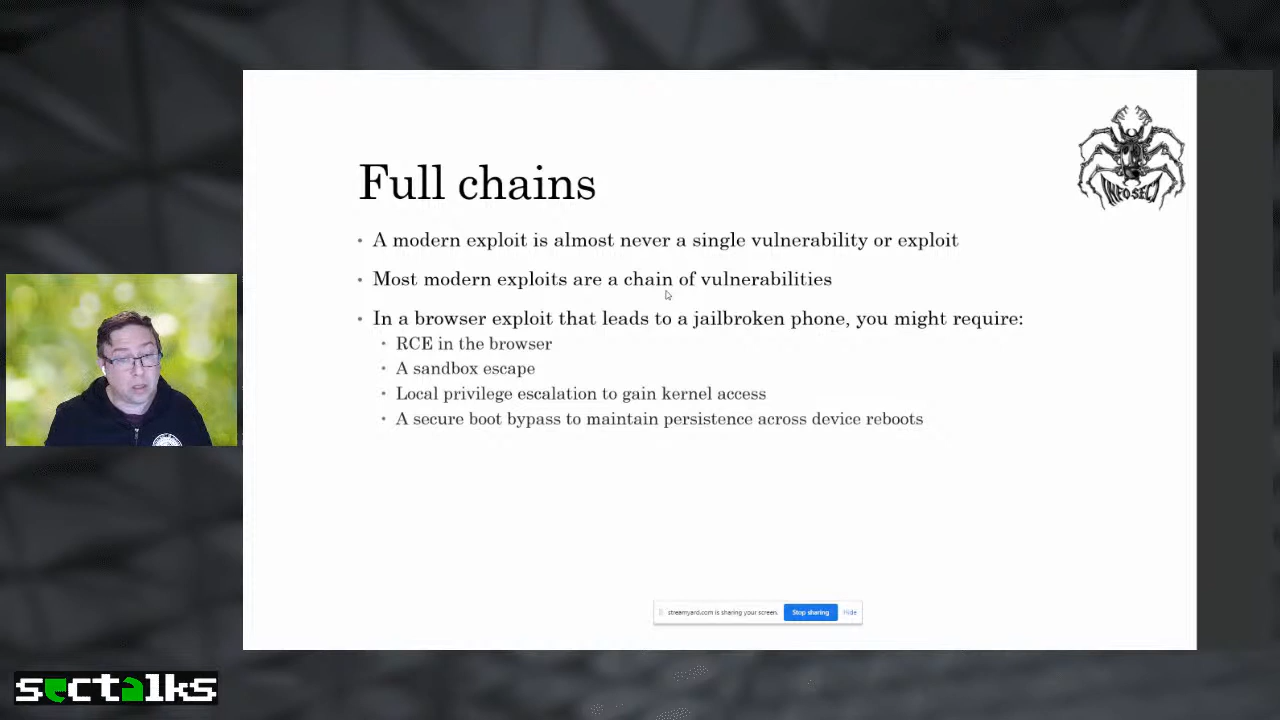 Full chains
INFOSECT
• A modern exploit is almost never a single vulnerability or exploit
• Most modern exploits are a chain of vulnerabilities
• In a browser exploit that leads to a jailbroken phone, you might require:
• RCE in the browser
• A sandbox escape
• Local privilege escalation to gain kernel access
• A secure boot bypass to maintain persistence across device reboots
streamyard.com is sharing your screen.
Stop sharing
Hide
sectalks